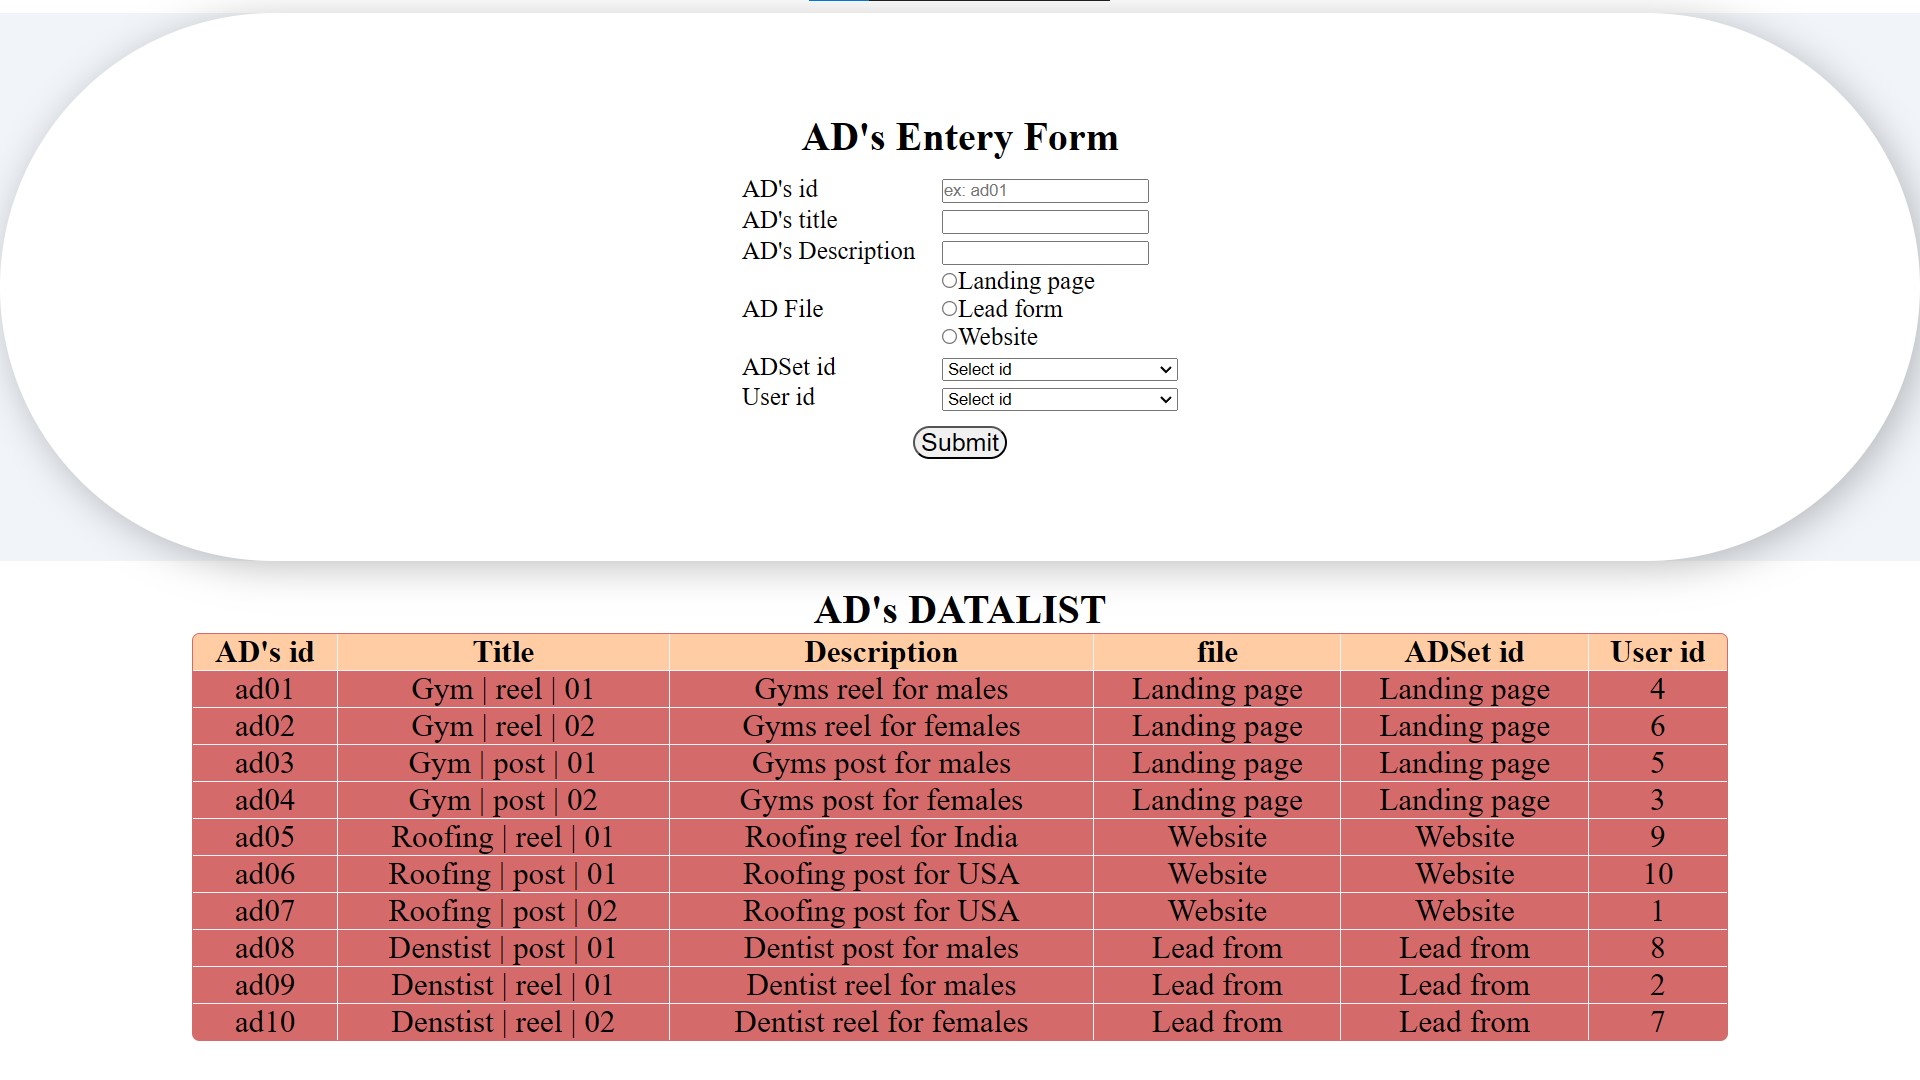 AD's Entery Form
AD's id ex: ad01
AD's title
AD's Description
Landing page
AD File Lead form
Website
ADSet id Select id
User id Select id
Submit
AD's DATALIST
AD's id Title Description file ADSet id User id
ad01 Gym | reel | 01 Gyms reel for males Landing page Landing page 4
ad02 Gym | reel | 02 Gyms reel for females Landing page Landing page 6
ad03 Gym | post | 01 Gyms post for males Landing page Landing page 5
ad04 Gym | post | 02 Gyms post for females Landing page Landing page 3
ad05 Roofing | reel | 01 Roofing reel for India Website Website 9
ad06 Roofing | post | 01 Roofing post for USA Website Website 10
ad07 Roofing | post | 02 Roofing post for USA Website Website 1
ad08 Denstist | post | 01 Dentist post for males Lead from Lead from 8
ad09 Denstist | reel | 01 Dentist reel for males Lead from Lead from 2
ad10 Denstist | reel | 02 Dentist reel for females Lead from Lead from 7